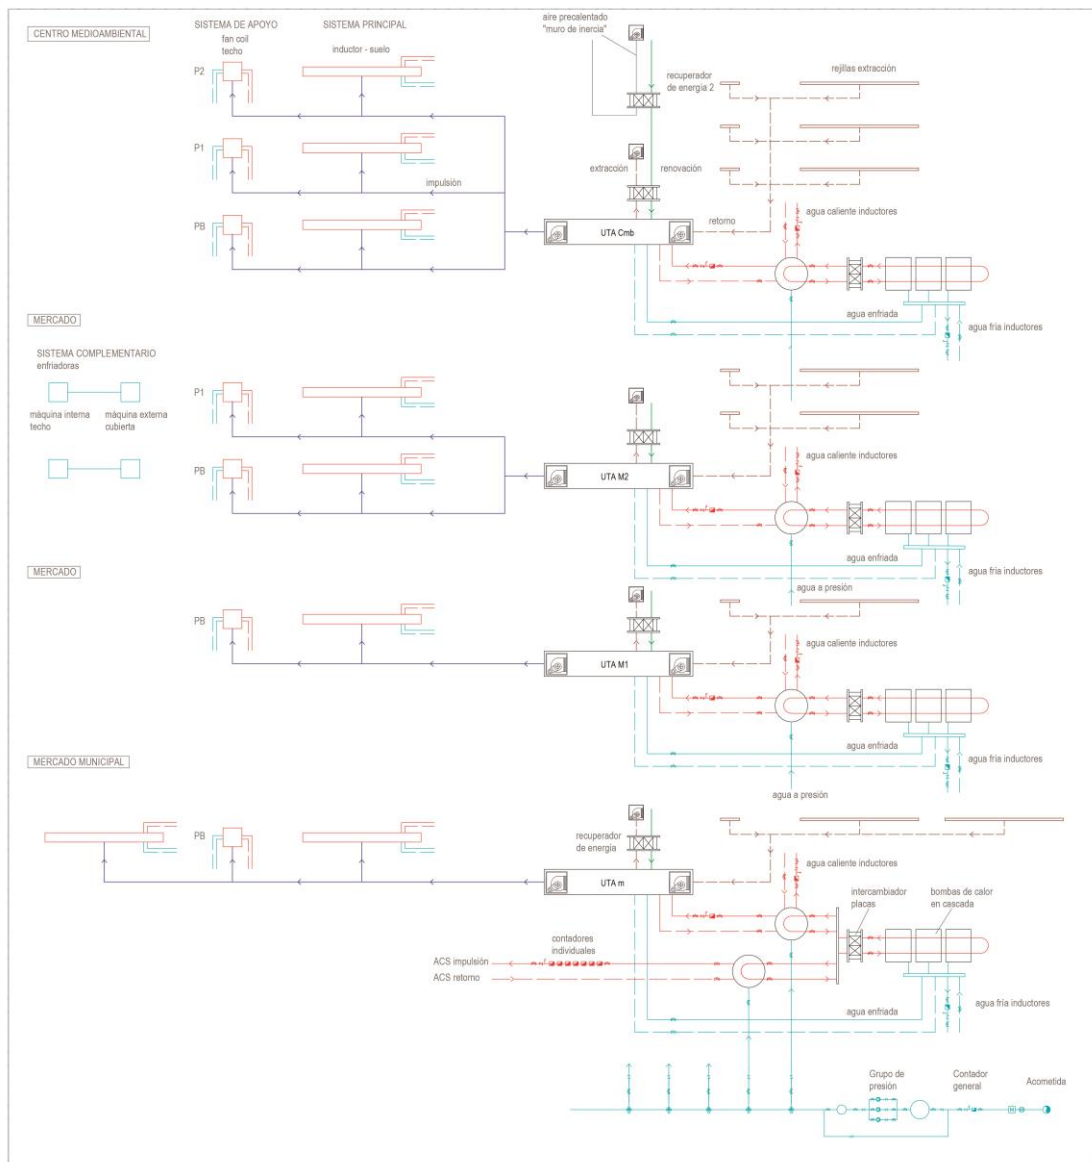 CENTRO MEDIOAMBIENTAL
SISTEMA DE APOYO
fan coil
techo
SISTEMA PRINCIPAL
inductor - suelo
aire precalentado
"muro de inercia"
recuperador
de energía 2
rejillas extracción
P2
P1
impulsión
extracción
renovación
agua caliente inductores
PB
UTA Cmb
retorno
agua enfriada
agua fría inductores
MERCADO
SISTEMA COMPLEMENTARIO
enfriadoras
máquina interna
techo
máquina externa
cubierta
P1
PB
UTA M2
agua caliente inductores
agua enfriada
agua fría inductores
agua a presión
MERCADO
PB
UTA M1
agua caliente inductores
agua enfriada
agua fría inductores
agua a presión
MERCADO MUNICIPAL
PB
recuperador
de energía
UTA m
agua caliente inductores
intercambiador
placas
bombas de calor
en cascada
contadores
individuales
ACS impulsión
ACS retorno
agua enfriada
agua fría inductores
Grupo de
presión
Contador
general
Acometida